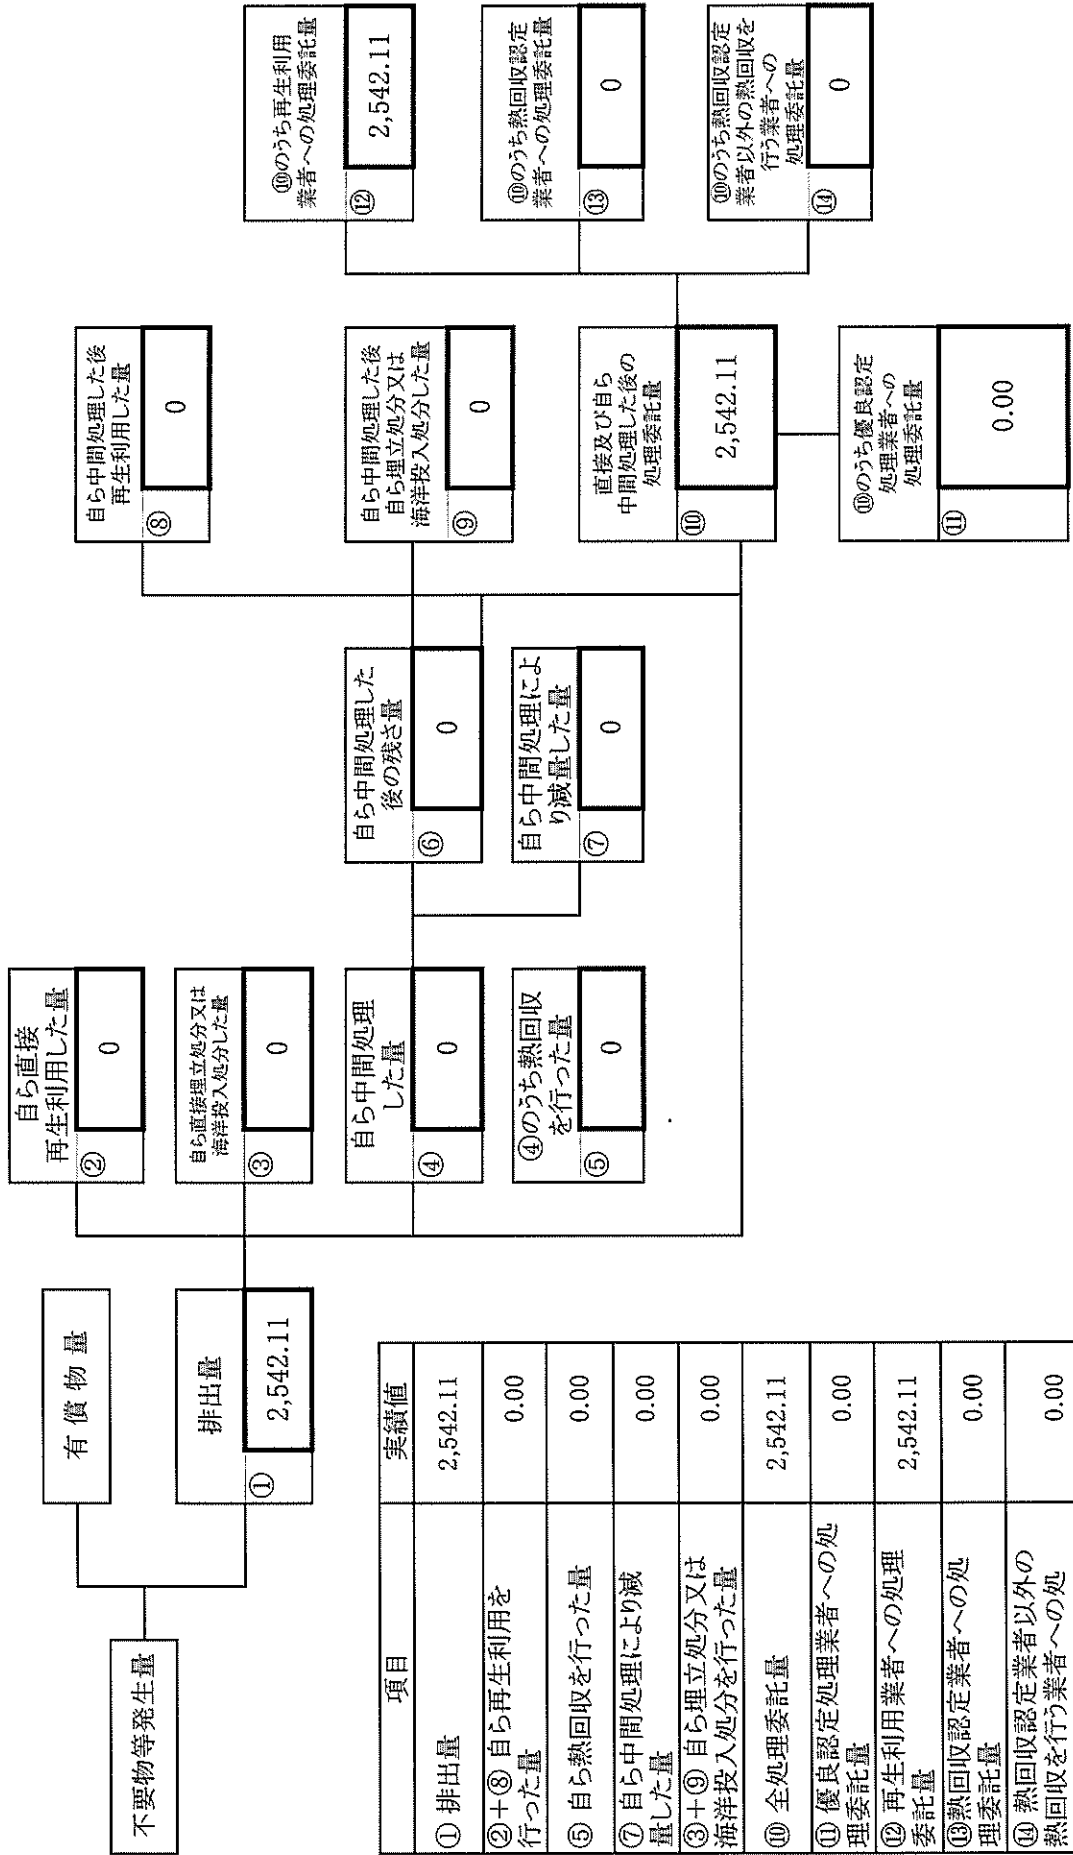 不要物等発生量
有償物量
排出量
①
2,542.11
自ら直接
再生利用した量
②
0
自ら直接埋立処分又は
海洋投入処分した量
③
0
自ら中間処理
した量
④
0
④のうち熱回収
を行った量
⑤
0
自ら中間処理した
後の残さ量
⑥
0
自ら中間処理によ
り減量した量
⑦
0
自ら中間処理した後
再生利用した量
⑧
0
自ら中間処理した後
自ら埋立処分又は
海洋投入処分した量
⑨
0
直接及び自ら
中間処理した後の
処理委託量
⑩
2,542.11
⑩のうち優良認定
処理業者への
処理委託量
⑪
0.00
⑩のうち再生利用
業者への処理委託量
⑫
2,542.11
⑩のうち熱回収認定
業者への処理委託量
⑬
0
⑩のうち熱回収認定
業者以外の熱回収を
行う業者への
処理委託量
⑭
0
項目
実績値
① 排出量
2,542.11
②+⑧ 自ら再生利用を
行った量
0.00
⑤ 自ら熱回収を行った量
0.00
⑦ 自ら中間処理により減
量した量
0.00
③+⑨ 自ら埋立処分又は
海洋投入処分を行った量
0.00
⑩ 全処理委託量
2,542.11
⑪ 優良認定処理業者への処
理委託量
0.00
⑫ 再生利用業者への処理
委託量
2,542.11
⑬熱回収認定業者への処
理委託量
0.00
⑭ 熱回収認定業者以外の
熱回収を行う業者への処
0.00